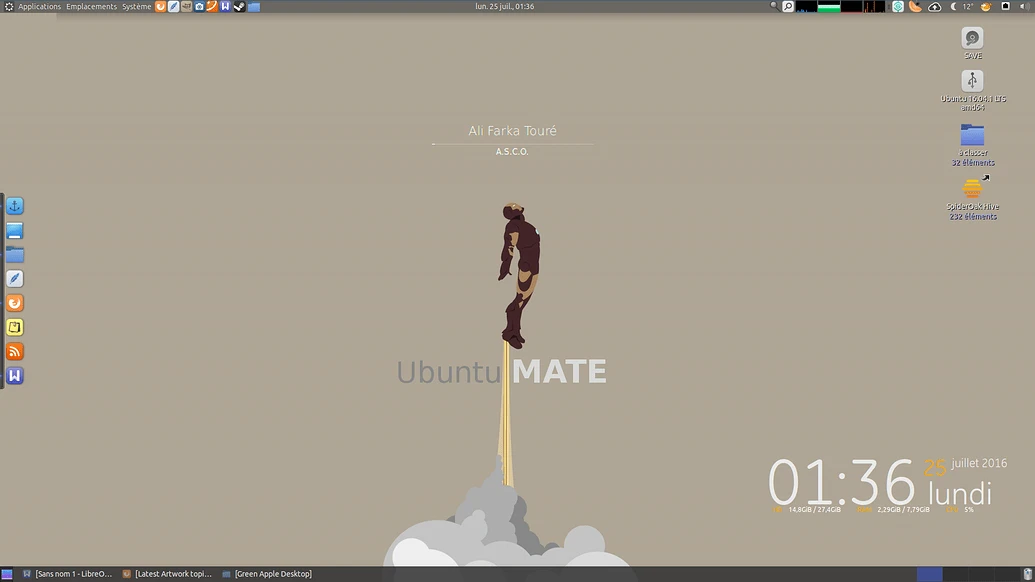 Applications Emplacements Système
lun. 25 juil., 01:36
12°
SAVE
Ubuntu 16.04.1 LTS
amd64
a classer
32 éléments
SpiderOak Hive
232 éléments
Ali Farka Touré
A.S.C.O.
Ubuntu MATE
01:36
25 juillet 2016
lundi
14,8GiB / 27,4GiB
2,29GiB / 7,79GiB
5%
[Sans nom 1 - LibreO...
[Latest Artwork topi...
[Green Apple Desktop]